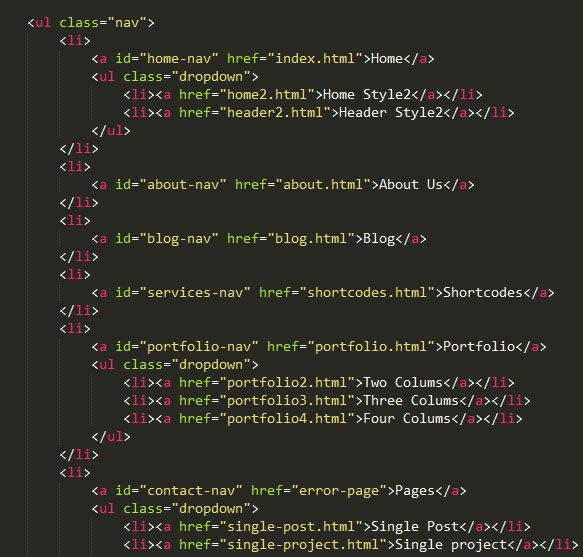 <ul class="nav">
<li>
<a id="home-nav" href="index.html">Home</a>
<ul class="dropdown">
<li><a href="home2.html">Home Style2</a></li>
<li><a href="header2.html">Header Style2</a></li>
</ul>
</li>
<li>
<a id="about-nav" href="about.html">About Us</a>
</li>
<li>
<a id="blog-nav" href="blog.html">Blog</a>
</li>
<li>
<a id="services-nav" href="shortcodes.html">Shortcodes</a>
</li>
<li>
<a id="portfolio-nav" href="portfolio.html">Portfolio</a>
<ul class="dropdown">
<li><a href="portfolio2.html">Two Colums</a></li>
<li><a href="portfolio3.html">Three Colums</a></li>
<li><a href="portfolio4.html">Four Colums</a></li>
</ul>
</li>
<li>
<a id="contact-nav" href="error-page">Pages</a>
<ul class="dropdown">
<li><a href="single-post.html">Single Post</a></li>
<li><a href="single-project.html">Single project</a></li>